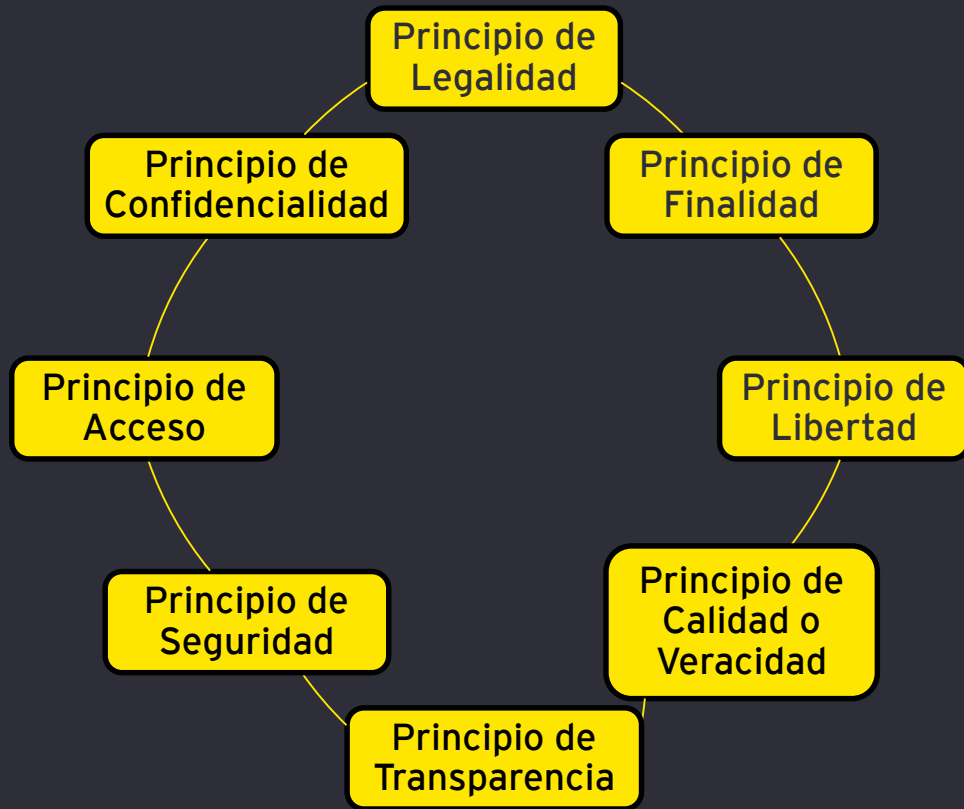 Principio de
Legalidad
Principio de
Finalidad
Principio de
Libertad
Principio de
Calidad o
Veracidad
Principio de
Transparencia
Principio de
Seguridad
Principio de
Acceso
Principio de
Confidencialidad